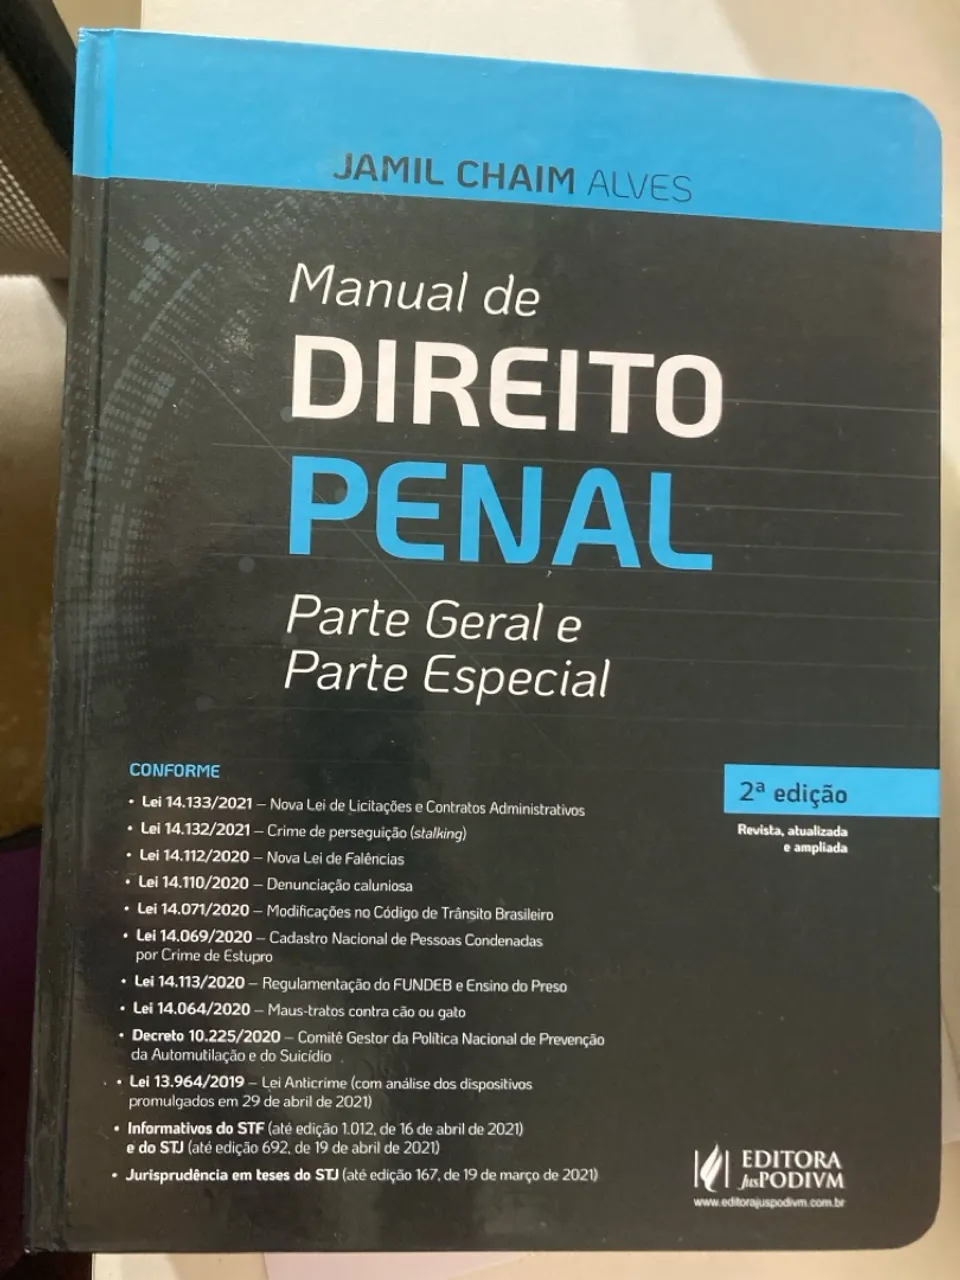 JAMIL CHAIM ALVES
Manual de
DIREITO
PENAL
Parte Geral e
Parte Especial
CONFORME
• Lei 14.133/2021 – Nova Lei de Licitações e Contratos Administrativos
• Lei 14.132/2021 – Crime de perseguição (stalking)
• Lei 14.112/2020 – Nova Lei de Falências
• Lei 14.110/2020 – Denunciação caluniosa
• Lei 14.071/2020 – Modificações no Código de Trânsito Brasileiro
• Lei 14.069/2020 – Cadastro Nacional de Pessoas Condenadas
por Crime de Estupro
• Lei 14.113/2020 – Regulamentação do FUNDEB e Ensino do Preso
• Lei 14.064/2020 – Maus-tratos contra cão ou gato
• Decreto 10.225/2020 – Comitê Gestor da Política Nacional de Prevenção
da Automutilação e do Suicídio
• Lei 13.964/2019 – Lei Anticrime (com análise dos dispositivos
promulgados em 29 de abril de 2021)
• Informativos do STF (até edição 1.012, de 16 de abril de 2021)
e do STJ (até edição 692, de 19 de abril de 2021)
• Jurisprudência em teses do STJ (até edição 167, de 19 de março de 2021)
2ª edição
Revista, atualizada
e ampliada
EDITORA
JusPODIVM
www.editorajuspodivm.com.br